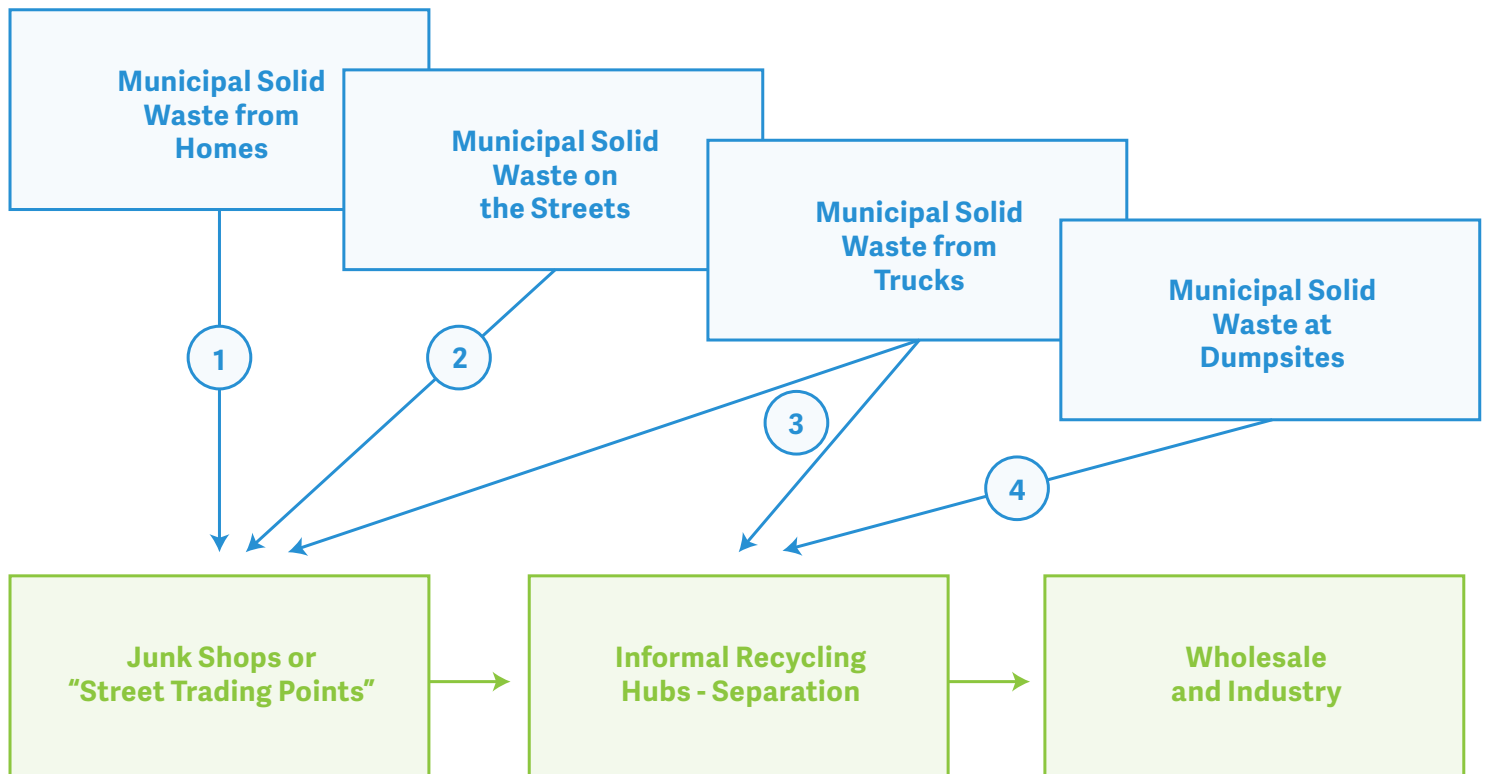 Municipal Solid
Waste from
Homes
Municipal Solid
Waste on
the Streets
Municipal Solid
Waste from
Trucks
Municipal Solid
Waste at
Dumpsites
1
2
3
4
Junk Shops or
"Street Trading Points"
Informal Recycling
Hubs - Separation
Wholesale
and Industry